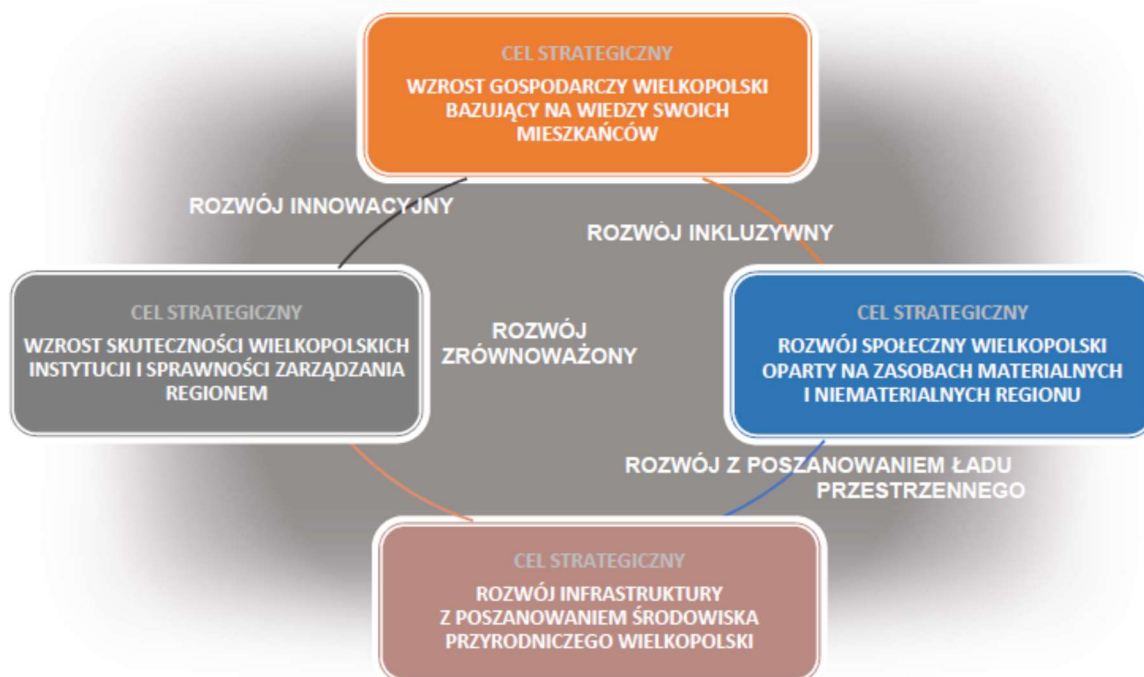 CEL STRATEGICZNY
WZROST GOSPODARCZY WIELKOPOLSKI
BAZUJĄCY NA WIEDZY SWOICH
MIESZKAŃCÓW
ROZWÓJ INNOWACYJNY
ROZWÓJ INKLUZYWNY
CEL STRATEGICZNY
WZROST SKUTECZNOŚCI WIELKOPOLSKICH
INSTYTUCJI I SPRAWNOŚCI ZARZĄDZANIA
REGIONEM
ROZWÓJ
ZRÓWNOWAŻONY
CEL STRATEGICZNY
ROZWÓJ SPOŁECZNY WIELKOPOLSKI
OPARTY NA ZASOBACH MATERIALNYCH
I NIEMATERIALNYCH REGIONU
ROZWÓJ Z POSZANOWANIEM ŁADU
PRZESTRZENNEGO
CEL STRATEGICZNY
ROZWÓJ INFRASTRUKTURY
Z POSZANOWANIEM ŚRODOWISKA
PRZYRODNICZEGO WIELKOPOLSKI